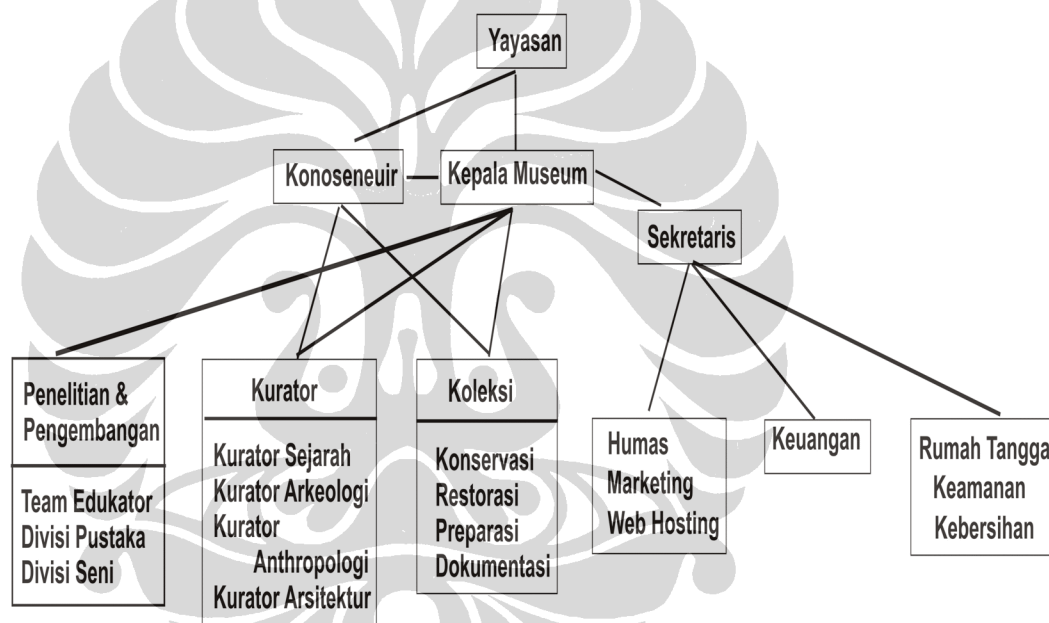 Yayasan
Konoseneuir
Kepala Museum
Sekretaris
Penelitian &
Pengembangan
Team Edukator
Divisi Pustaka
Divisi Seni
Kurator
Kurator Sejarah
Kurator Arkeologi
Kurator
Anthropologi
Kurator Arsitektur
Koleksi
Konservasi
Restorasi
Preparasi
Dokumentasi
Humas
Marketing
Web Hosting
Keuangan
Rumah Tangga
Keamanan
Kebersihan